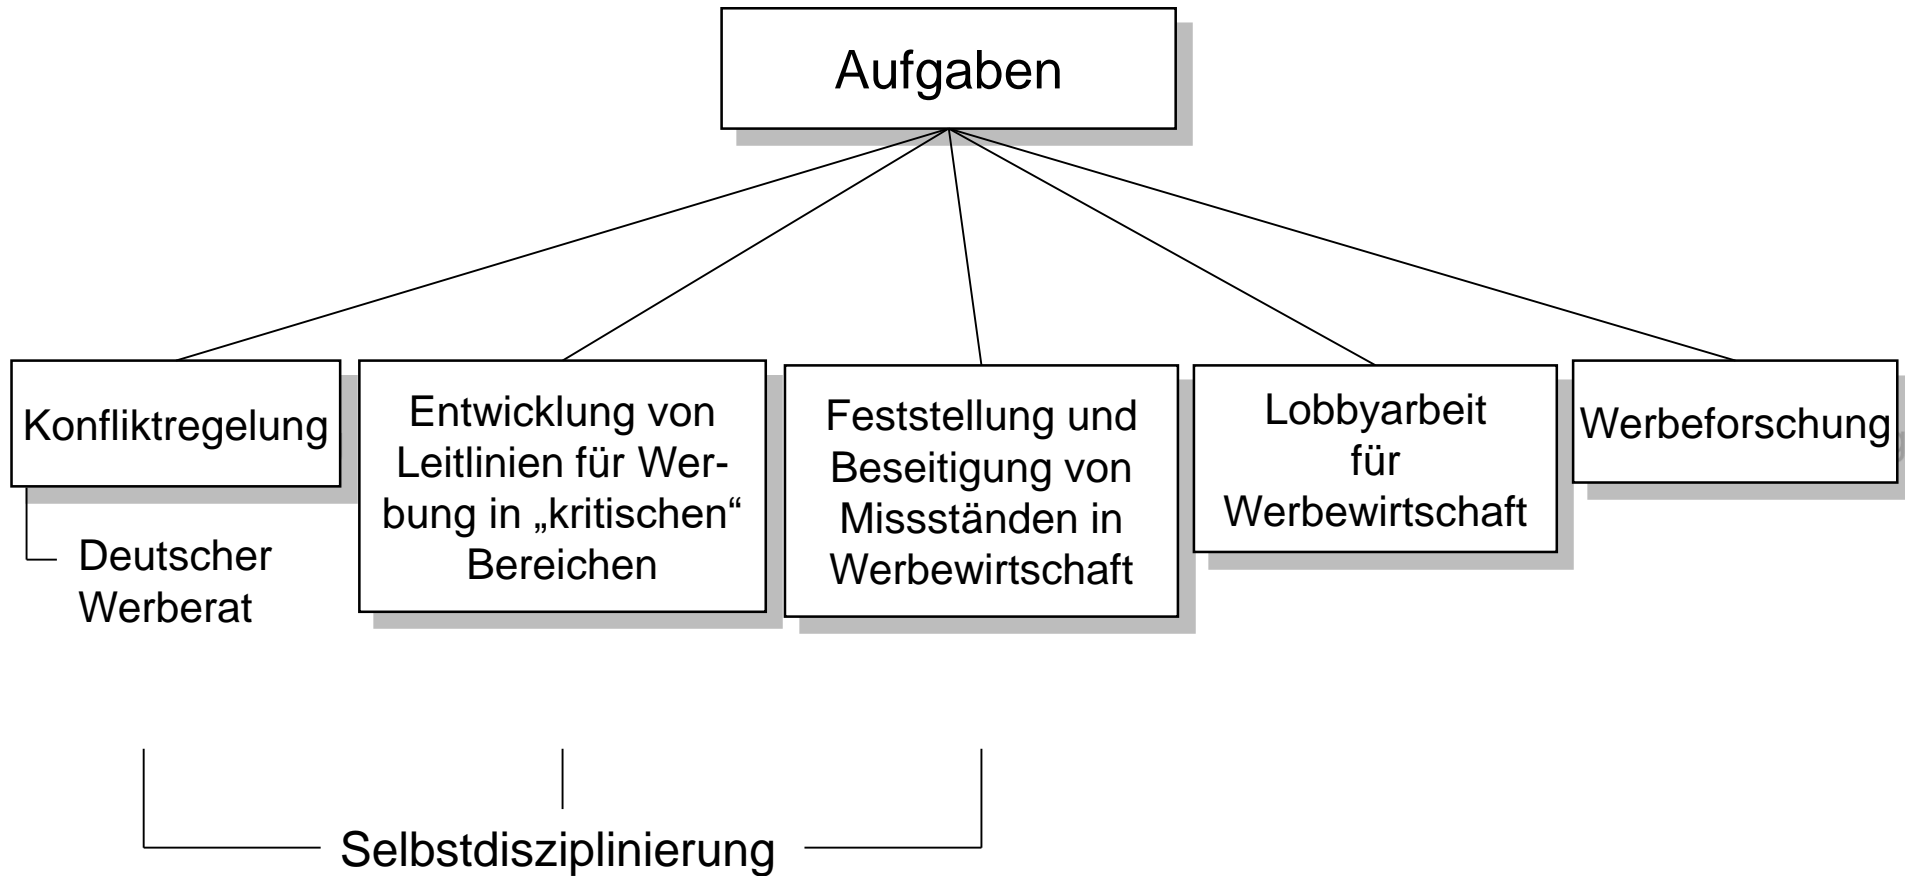 Aufgaben
Konfliktregelung
Deutscher
Werberat
Entwicklung von
Leitlinien für Wer-
bung in „kritischen“
Bereichen
Feststellung und
Beseitigung von
Missständen in
Werbewirtschaft
Lobbyarbeit
für
Werbewirtschaft
Werbeforschung
Selbstdisziplinierung